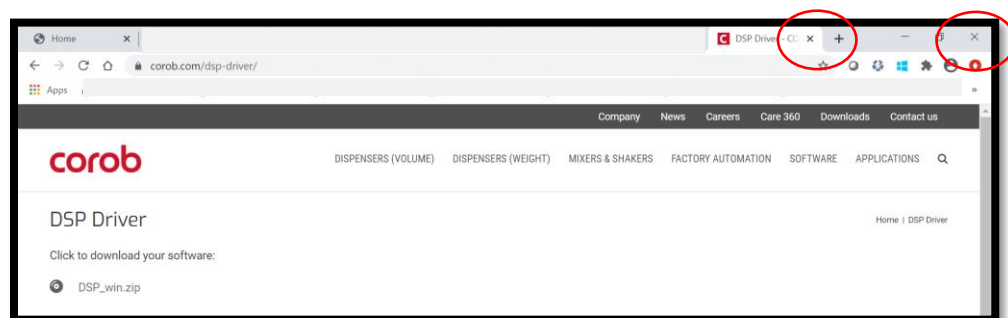 Home
DSP Driver - CO
corob.com/dsp-driver/
Apps
Company News Careers Care 360 Downloads Contact us
corob
DISPENSERS (VOLUME) DISPENSERS (WEIGHT) MIXERS & SHAKERS FACTORY AUTOMATION SOFTWARE APPLICATIONS
DSP Driver
Home | DSP Driver
Click to download your software:
DSP_win.zip